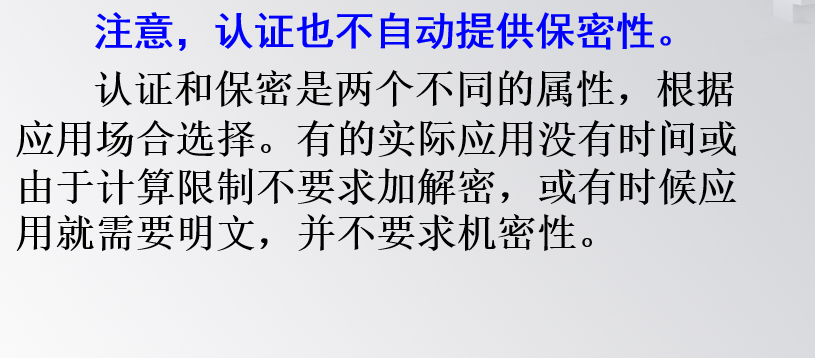 注意，认证也不自动提供保密性。
认证和保密是两个不同的属性，根据
应用场合选择。有的实际应用没有时间或
由于计算限制不要求加解密，或有时候应
用就需要明文，并不要求机密性。